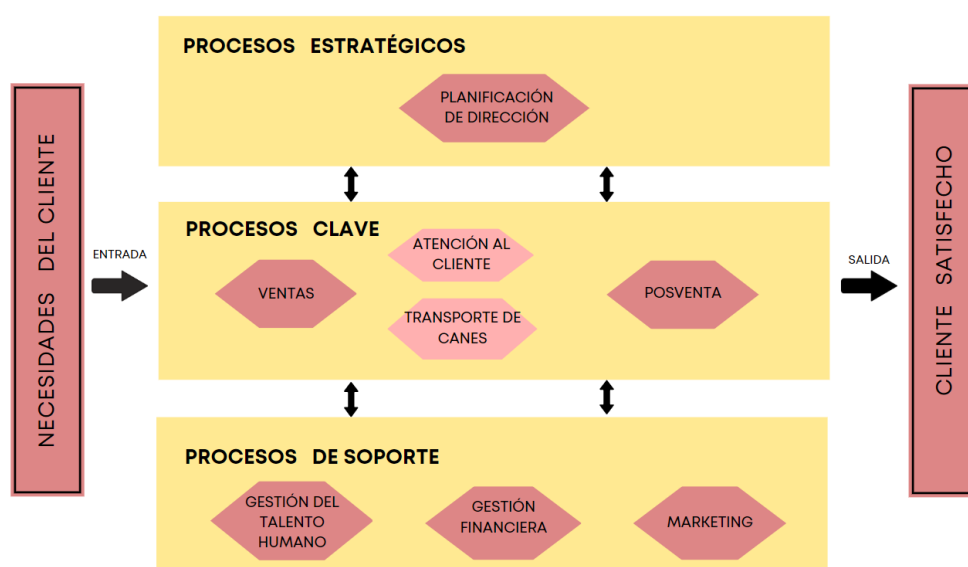 PROCESOS ESTRATÉGICOS
PLANIFICACIÓN
DE DIRECCIÓN
NECESIDADES DEL CLIENTE
ENTRADA
PROCESOS CLAVE
VENTAS
ATENCIÓN AL
CLIENTE
TRANSPORTE DE
CANES
POSVENTA
SALIDA
CLIENTE SATISFECHO
PROCESOS DE SOPORTE
GESTIÓN DEL
TALENTO
HUMANO
GESTIÓN
FINANCIERA
MARKETING